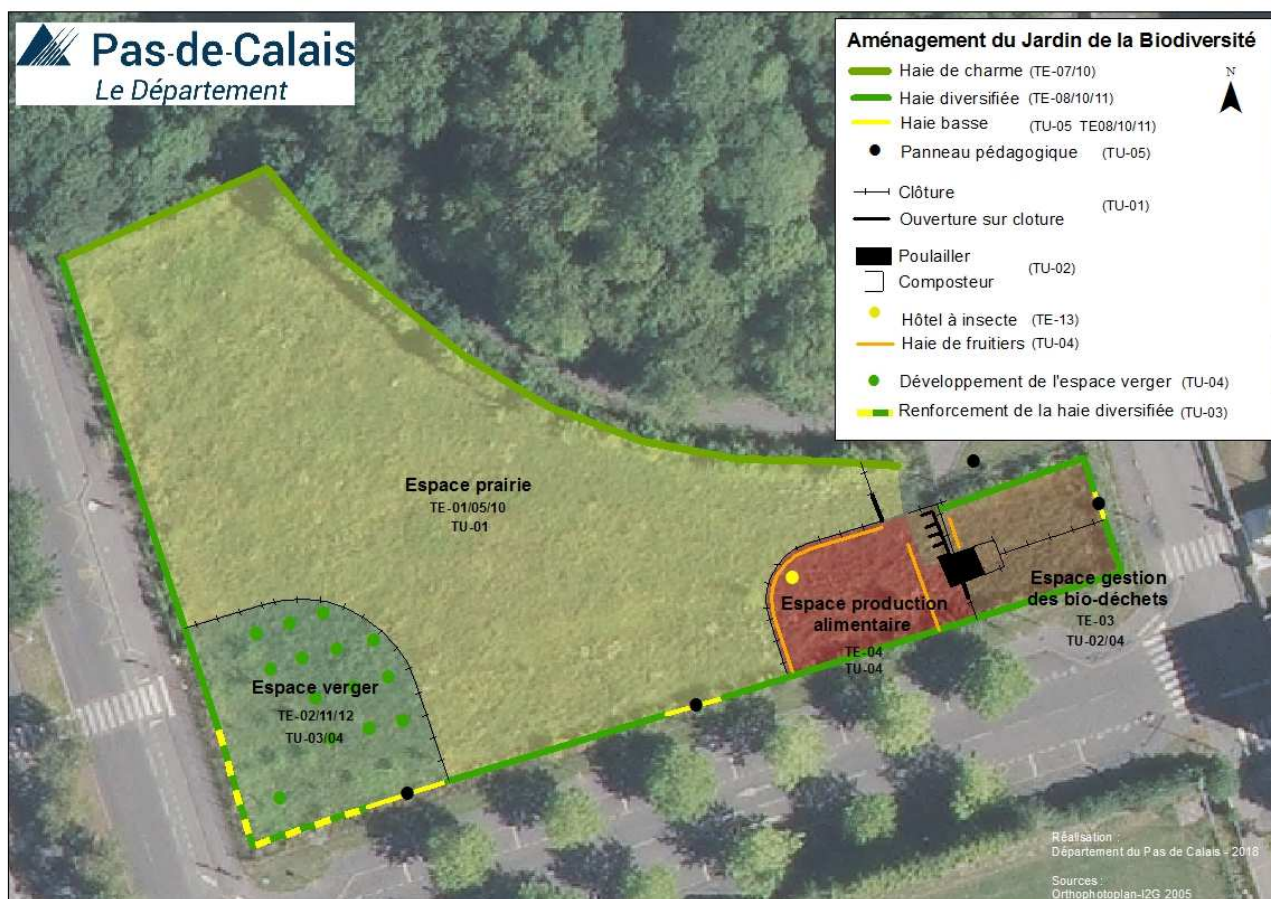 Pas-de-Calais
Le Département
Aménagement du Jardin de la Biodiversité
Haie de charme (TE-07/10)
Haie diversifiée (TE-08/10/11)
Haie basse (TU-05 TE08/10/11)
Panneau pédagogique (TU-05)
Clôture
(TU-01)
Ouverture sur cloture
Poulailler
(TU-02)
Composteur
Hôtel à insecte (TE-13)
Haie de fruitiers (TU-04)
Développement de l'espace verger (TU-04)
Renforcement de la haie diversifiée (TU-03)
N
Espace prairie
TE-01/05/10
TU-01
Espace gestion
des bio-déchets
TE-03
TU-02/04
Espace production
alimentaire
TE-04
TU-04
Espace verger
TE-02/11/12
TU-03/04
Réalisation :
Département du Pas de Calais - 2018
Sources :
Orthophotoplan-I2G 2005